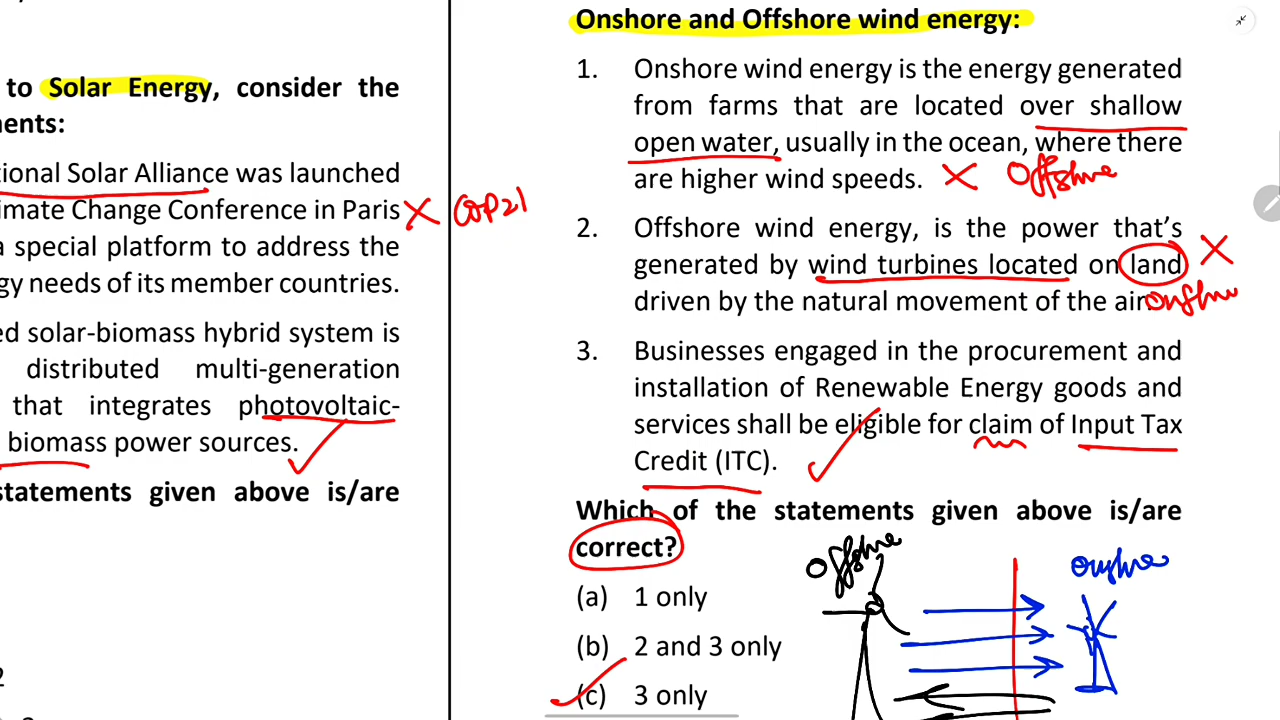 to Solar Energy, consider the
ments:
tional Solar Alliance was launched
imate Change Conference in Paris
X COP21
a special platform to address the
gy needs of its member countries.
ed solar-biomass hybrid system is
distributed multi-generation
that integrates photovoltaic-
biomass power sources.
statements given above is/are
2
Onshore and Offshore wind energy:
1. Onshore wind energy is the energy generated
from farms that are located over shallow
open water, usually in the ocean, where there
are higher wind speeds. X Offshore
2. Offshore wind energy, is the power that’s
generated by wind turbines located on land X
driven by the natural movement of the air onshore
3. Businesses engaged in the procurement and
installation of Renewable Energy goods and
services shall be eligible for claim of Input Tax
Credit (ITC).
Which of the statements given above is/are
correct?
Offshore
onshore
(a) 1 only
(b) 2 and 3 only
(c) 3 only